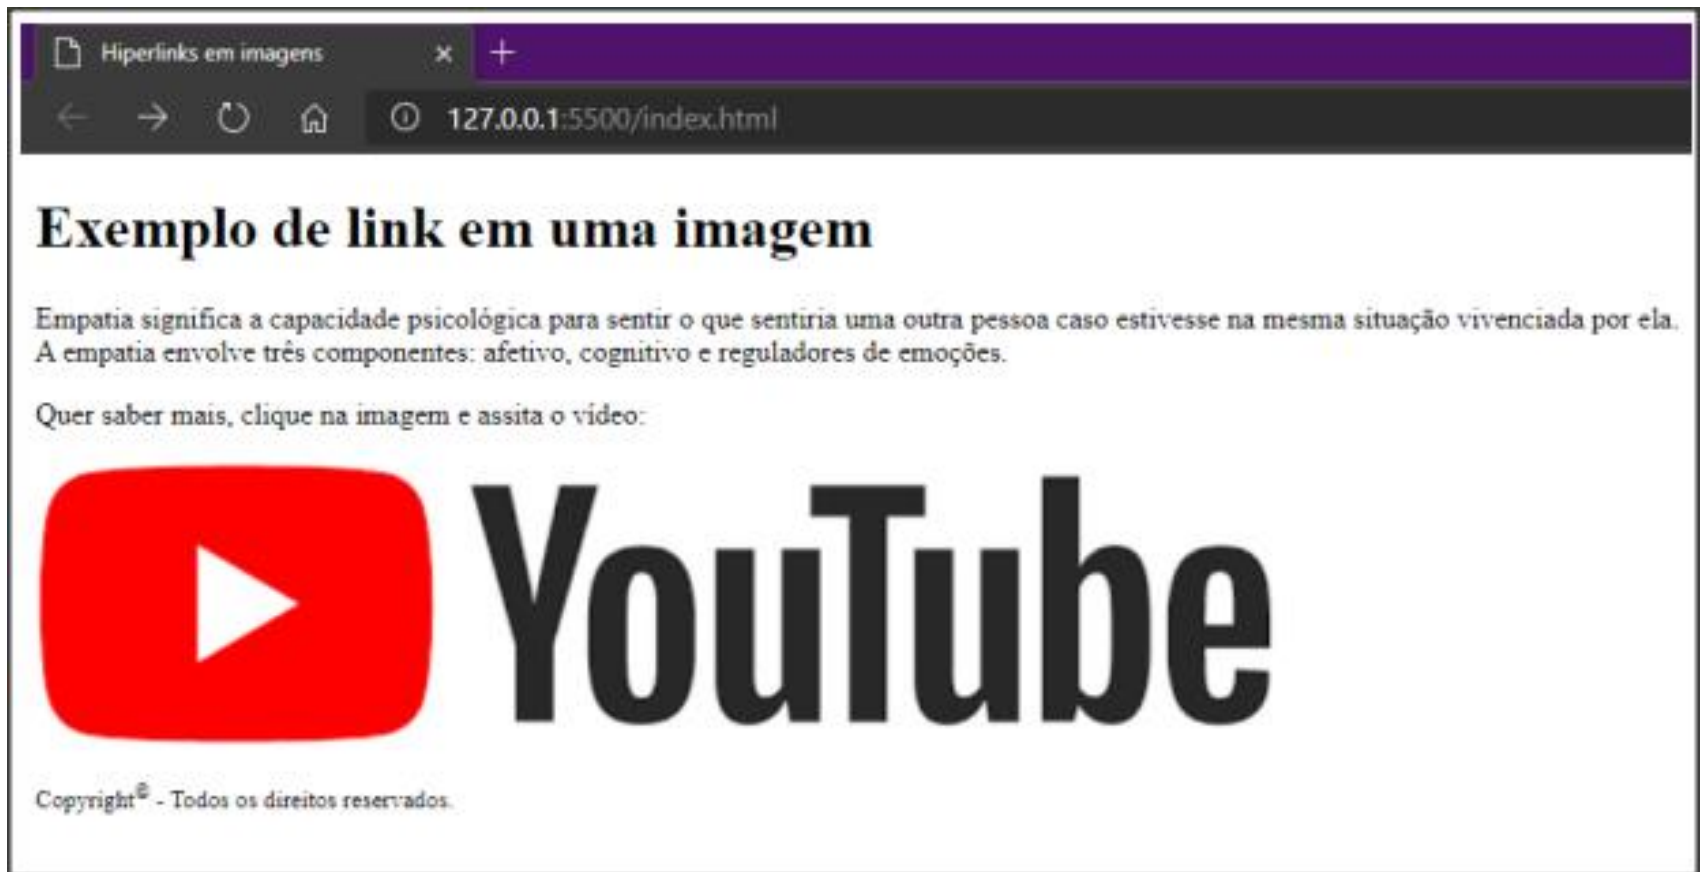 Hiperlinks em imagens
127.0.0.1:5500/index.html
Exemplo de link em uma imagem
Empatia significa a capacidade psicológica para sentir o que sentiria uma outra pessoa caso estivesse na mesma situação vivenciada por ela.
A empatia envolve três componentes: afetivo, cognitivo e reguladores de emoções.
Quer saber mais, clique na imagem e assita o vídeo:
YouTube
Copyright© - Todos os direitos reservados.